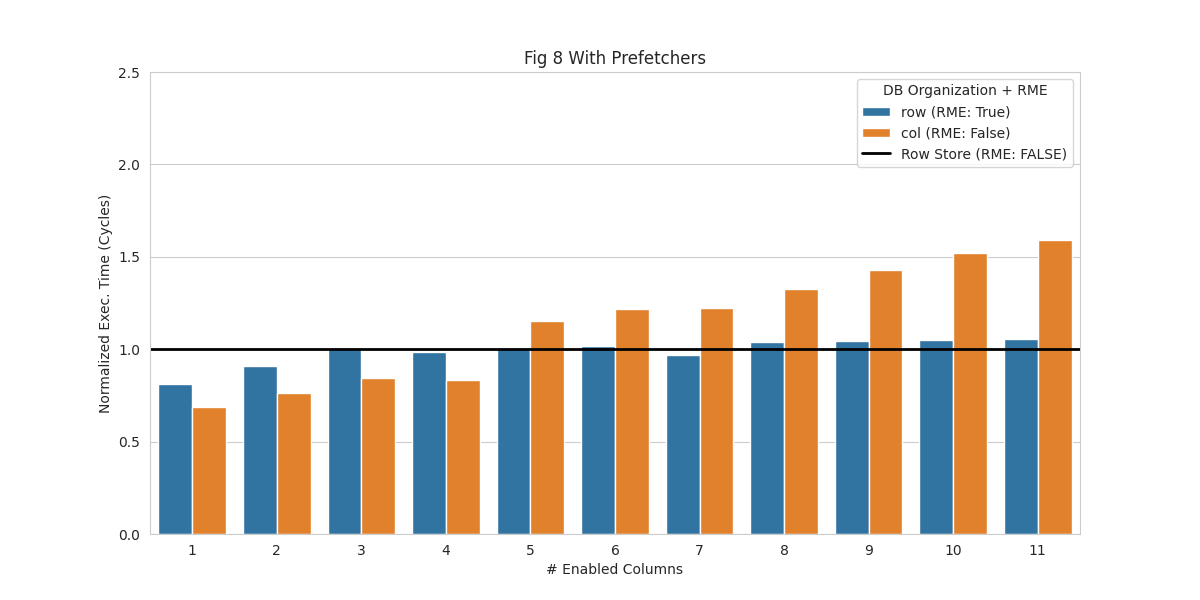 Fig 8 With Prefetchers
Normalized Exec. Time (Cycles)
2.5
2.0
1.5
1.0
0.5
0.0
DB Organization + RME
row (RME: True)
col (RME: False)
Row Store (RME: FALSE)
1 2 3 4 5 6 7 8 9 10 11
# Enabled Columns